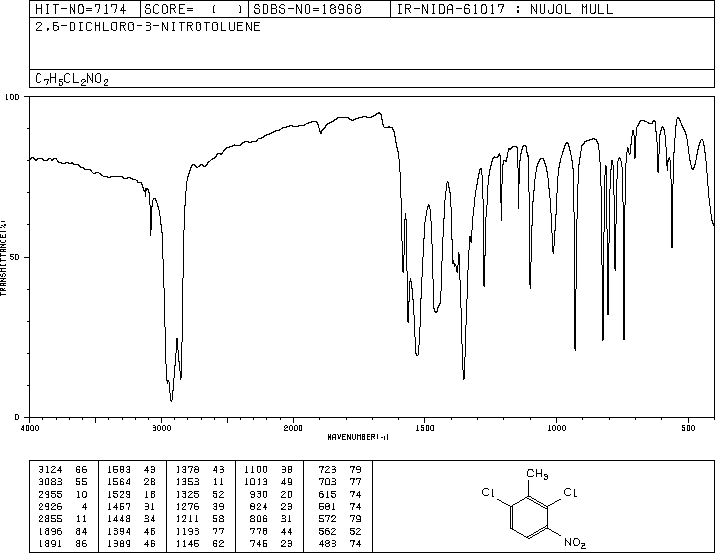 HIT-NO=7174 SCORE= ( ) SDBS-NO=18968 IR-NIDA-61017 : NUJOL MULL
2,6-DICHLORO-3-NITROTOLUENE
C7H5CL2NO2
100
50
0
TRANSMITTANCE(%)
4000 3000 2000 1500 1000 500
WAVENUMBER(-1)
3124 66 1583 43 1378 43 1100 38 723 79
3083 55 1564 28 1353 11 1013 49 703 77
2955 10 1529 18 1325 52 930 20 615 74
2926 4 1467 31 1276 39 824 23 581 74
2855 11 1448 34 1211 58 806 31 572 79
1896 84 1394 46 1193 77 778 44 562 52
1891 86 1389 46 1146 62 746 23 483 74
CH3
Cl Cl
NO2